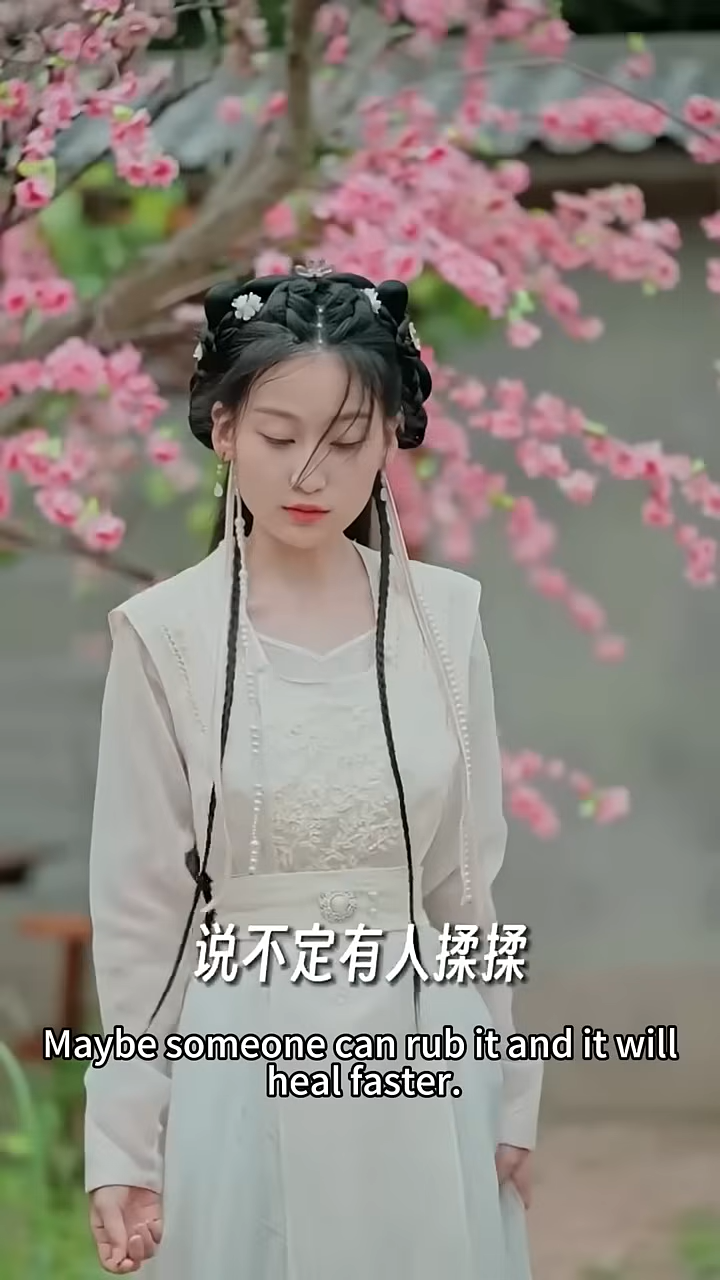 说不定有人揉揉
Maybe someone can rub it and it will
heal faster.